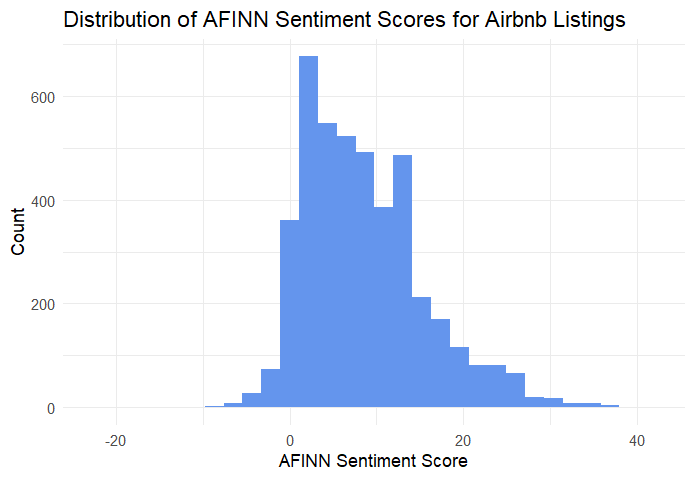 Distribution of AFINN Sentiment Scores for Airbnb Listings
600
400
200
0
Count
-20 0 20 40
AFINN Sentiment Score